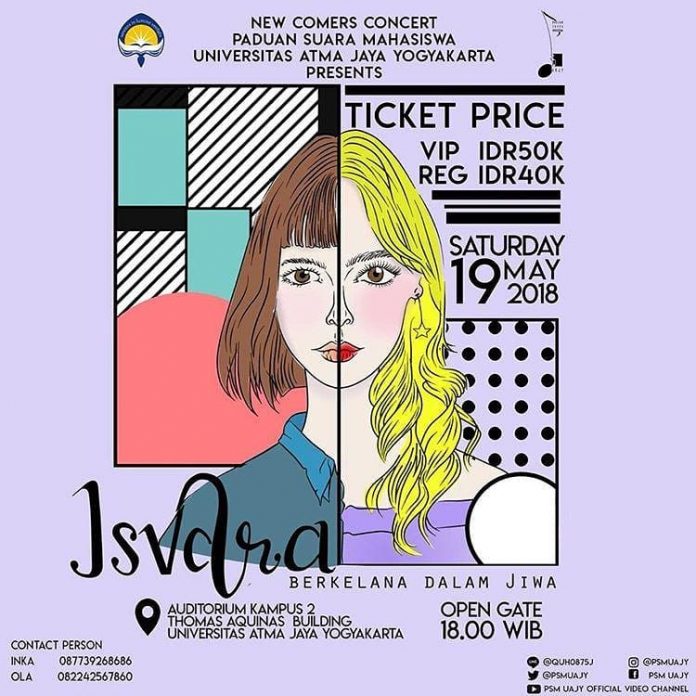 NEW COMERS CONCERT
PADUAN SUARA MAHASISWA
UNIVERSITAS ATMA JAYA YOGYAKARTA
PRESENTS
TICKET PRICE
VIP IDR50K
REG IDR40K
SATURDAY
19 MAY
2018
Isvara
BERKELANA DALAM JIWA
AUDITORIUM KAMPUS 2
THOMAS AQUINAS BUILDING
UNIVERSITAS ATMA JAYA YOGYAKARTA
OPEN GATE
18.00 WIB
CONTACT PERSON
INKA 087739268686
OLA 082242567860
@QUH0875J @PSMUAJY
@PSMUAJY PSM UAJY
PSM UAJY OFFICIAL VIDEO CHANNEL